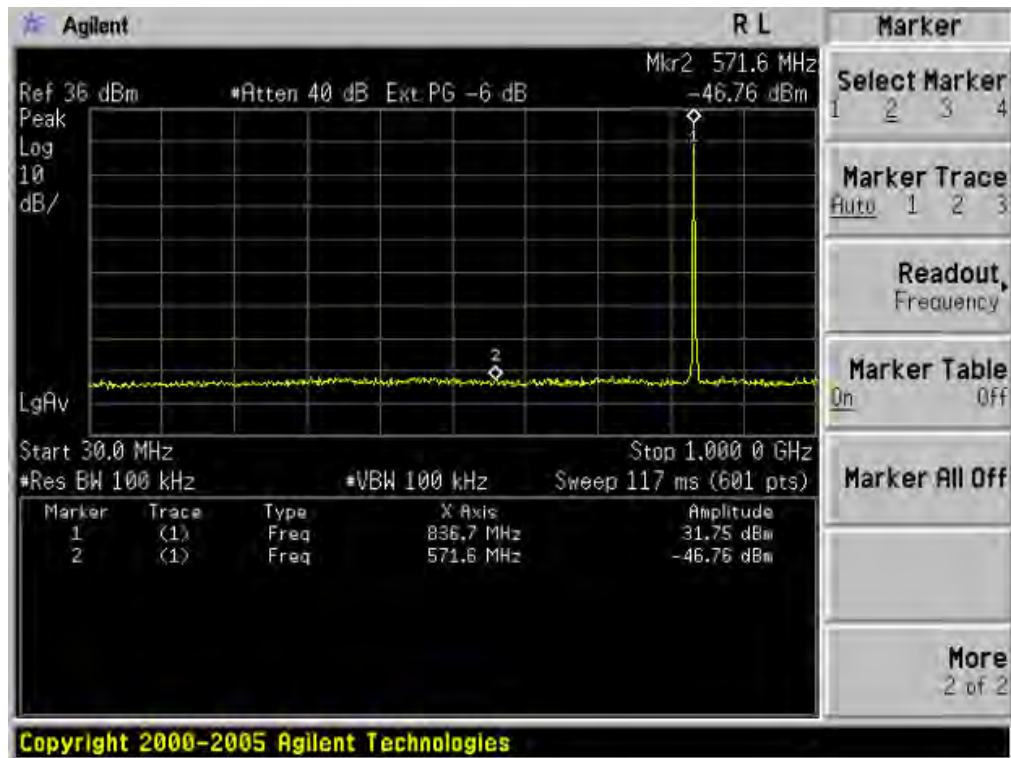 Agilent R L
Mkr2 571.6 MHz
Ref 36 dBm #Atten 40 dB Ext PG -6 dB -46.76 dBm
Peak
Log
10
dB/
1
2
LgAv
Start 30.0 MHz Stop 1.000 0 GHz
#Res BW 100 kHz #VBW 100 kHz Sweep 117 ms (601 pts)
Marker Trace Type X Axis Amplitude
1 (1) Freq 836.7 MHz 31.75 dBm
2 (1) Freq 571.6 MHz -46.76 dBm
Marker
Select Marker
1 2 3 4
Marker Trace
Auto 1 2 3
Readout
Frequency
Marker Table
On Off
Marker All Off
More
2 of 2
Copyright 2000-2005 Agilent Technologies